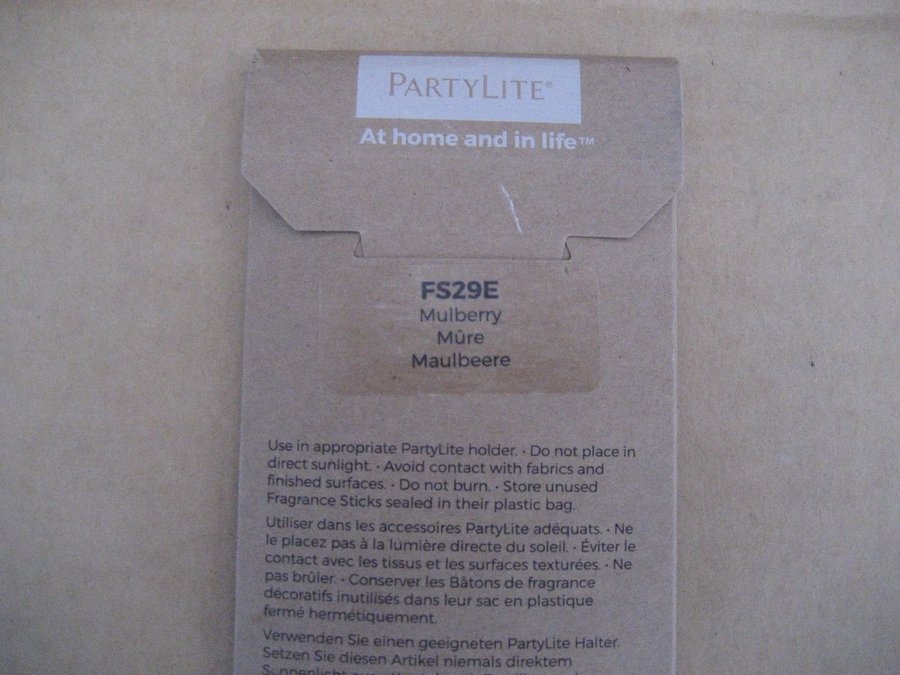 PARTYLITE®
At home and in life™
FS29E
Mulberry
Mûre
Maulbeere
Use in appropriate PartyLite holder. • Do not place in
direct sunlight. • Avoid contact with fabrics and
finished surfaces. • Do not burn. • Store unused
Fragrance Sticks sealed in their plastic bag.
Utiliser dans les accessoires PartyLite adéquats. • Ne
le placez pas à la lumière directe du soleil. • Éviter le
contact avec les tissus et les surfaces texturées. • Ne
pas brûler. • Conserver les Bâtons de fragrance
décoratifs inutilisés dans leur sac en plastique
fermé hermétiquement.
Verwenden Sie einen geeigneten PartyLite Halter.
Setzen Sie diesen Artikel niemals direktem
Sonnenlicht